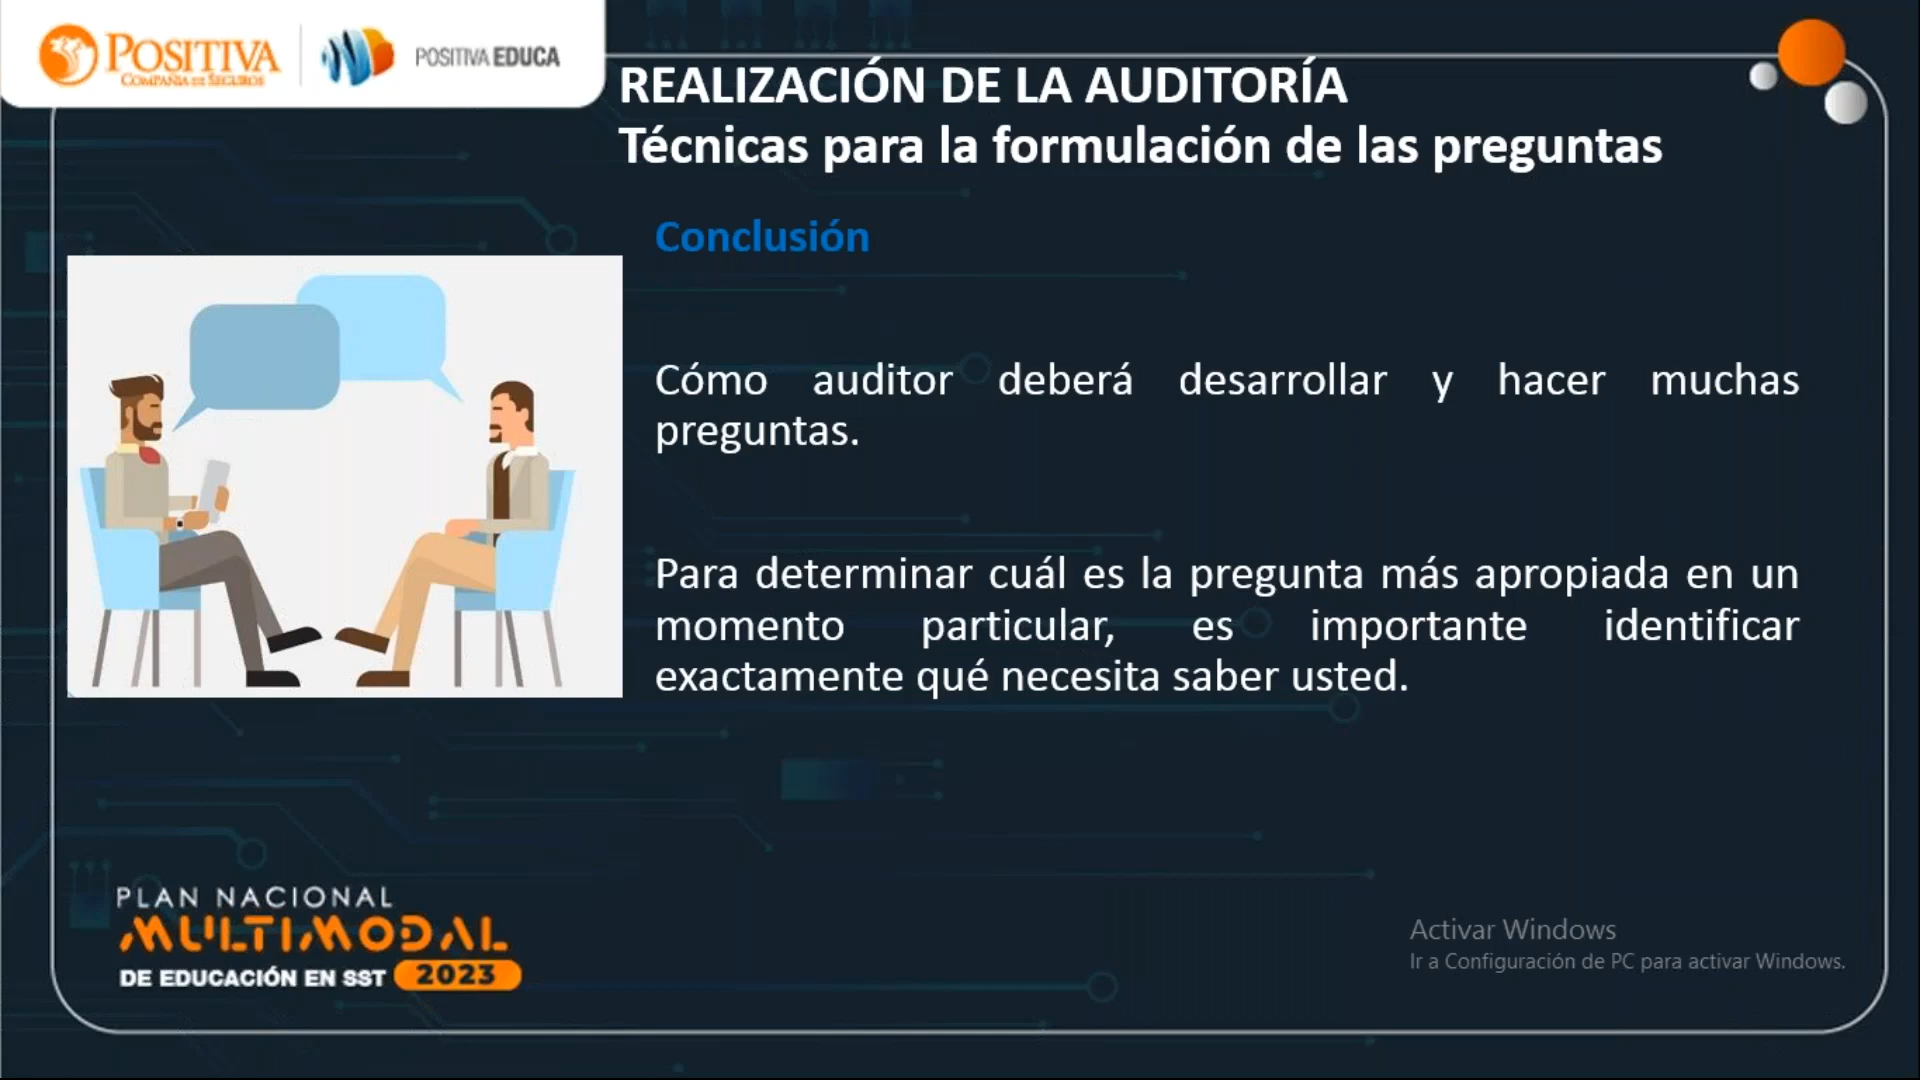 POSITIVA
COMPAÑIA DE SEGUROS
POSITIVA EDUCA
REALIZACIÓN DE LA AUDITORÍA
Técnicas para la formulación de las preguntas
Conclusión
Cómo auditor deberá desarrollar y hacer muchas
preguntas.
Para determinar cuál es la pregunta más apropiada en un
momento particular, es importante identificar
exactamente qué necesita saber usted.
PLAN NACIONAL
MULTIMODAL
DE EDUCACIÓN EN SST 2023
Activar Windows
Ir a Configuración de PC para activar Windows.